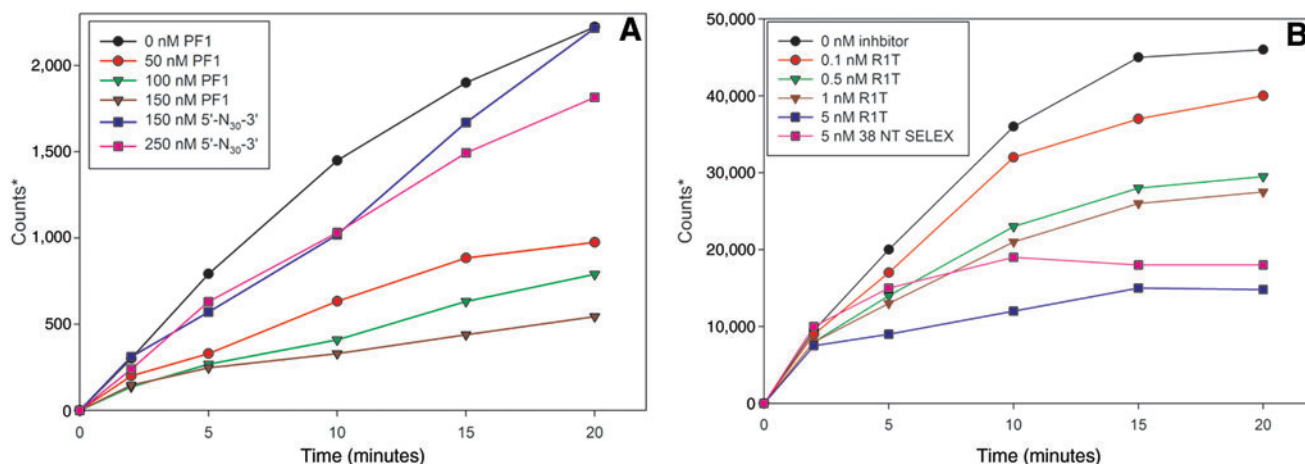 A
0 nM PF1
50 nM PF1
100 nM PF1
150 nM PF1
150 nM 5'-N30-3'
250 nM 5'-N30-3'
Counts*
2,000
1,500
1,000
500
0
0 5 10 15 20
Time (minutes)
B
0 nM inhbitor
0.1 nM R1T
0.5 nM R1T
1 nM R1T
5 nM R1T
5 nM 38 NT SELEX
Counts*
50,000
40,000
30,000
20,000
10,000
0
0 5 10 15 20
Time (minutes)